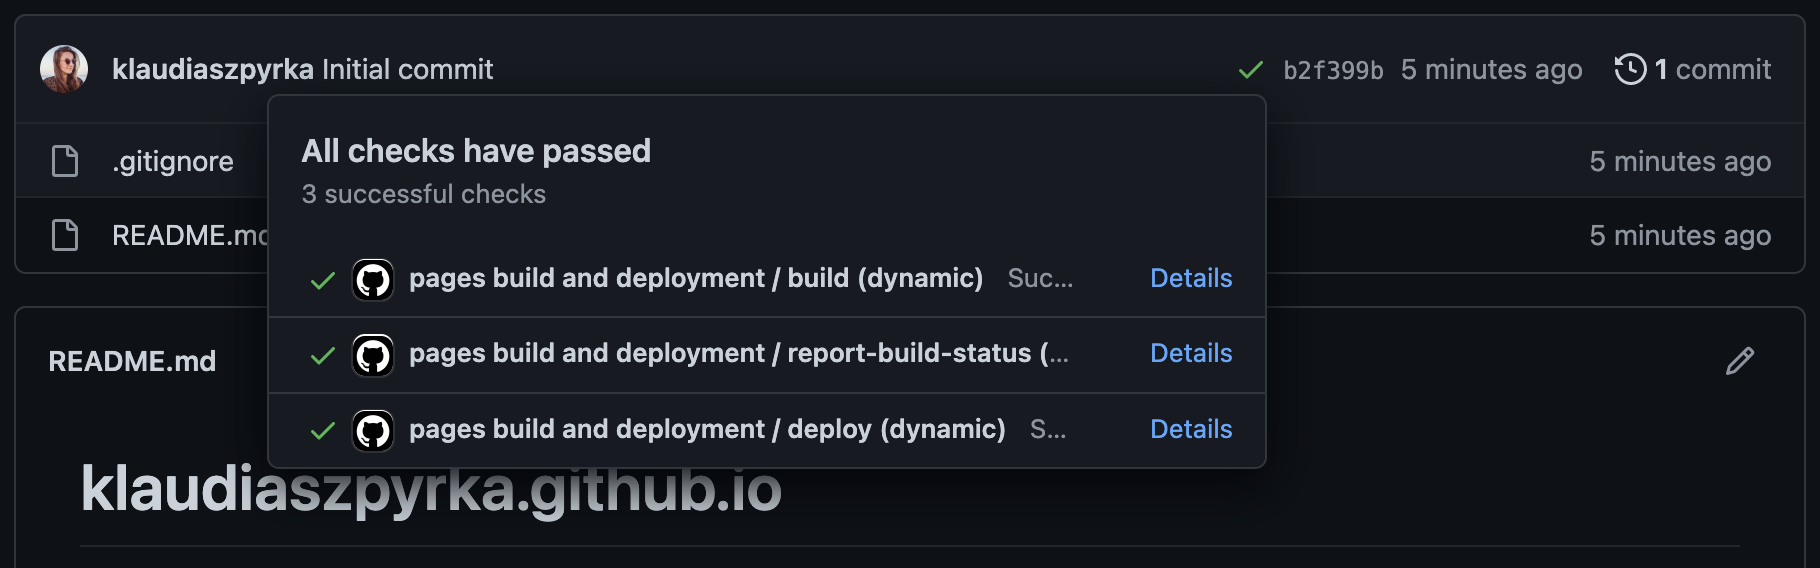 klaudiaszpyrka Initial commit b2f399b 5 minutes ago 1 commit
All checks have passed
.gitignore 5 minutes ago
3 successful checks
README.md 5 minutes ago
pages build and deployment / build (dynamic) Suc... Details
pages build and deployment / report-build-status (... Details
README.md
pages build and deployment / deploy (dynamic) S... Details
klaudiaszpyrka.github.io